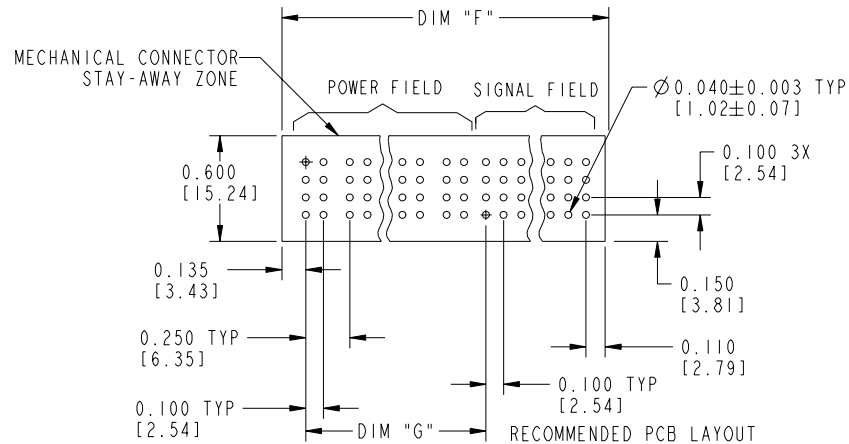 DIM "F"
MECHANICAL CONNECTOR
STAY-AWAY ZONE
POWER FIELD
SIGNAL FIELD
Ø0.040±0.003 TYP
[1.02±0.07]
0.600
[15.24]
0.100 3X
[2.54]
0.135
[3.43]
0.150
[3.81]
0.250 TYP
[6.35]
0.110
[2.79]
0.100 TYP
[2.54]
0.100 TYP
[2.54]
DIM "G"
RECOMMENDED PCB LAYOUT